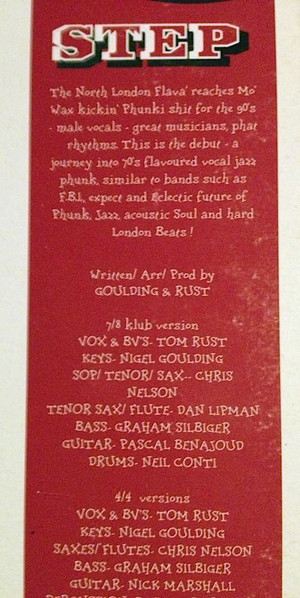 STEP
The North London Flava' reaches Mo'
Wax kickin' Phunki shit for the 90's
- male vocals - great musicians, phat
rhythms. This is the debut - a
journey into 70's flavoured vocal jazz
phunk, similar to bands such as
F.B.I., expect and Eclectic future of
Phunk, Jazz, acoustic Soul and hard
London Beats !
Written/ Arr/ Prod by
GOULDING & RUST
7/8 klub version
VOX & BV'S- TOM RUST
KEYS- NIGEL GOULDING
SOP/ TENOR/ SAX-- CHRIS
NELSON
TENOR SAX/ FLUTE- DAN LIPMAN
BASS- GRAHAM SILBIGER
GUITAR- PASCAL BENAJOUD
DRUMS- NEIL CONTI
4/4 versions
VOX & BV'S- TOM RUST
KEYS- NIGEL GOULDING
SAXES/ FLUTES- CHRIS NELSON
BASS- GRAHAM SILBIGER
GUITAR- NICK MARSHALL